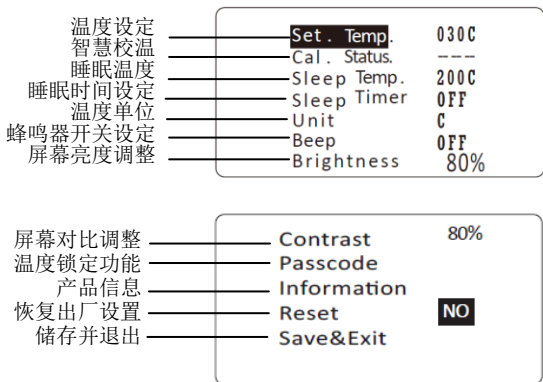 温度设定 Set. Temp. 030C
智慧校温 Cal. Status. ---
睡眠温度 Sleep Temp. 200C
睡眠时间设定 Sleep Timer OFF
温度单位 Unit C
蜂鸣器开关设定 Beep OFF
屏幕亮度调整 Brightness 80%
屏幕对比调整 Contrast 80%
温度锁定功能 Passcode
产品信息 Information
恢复出厂设置 Reset NO
储存并退出 Save&Exit